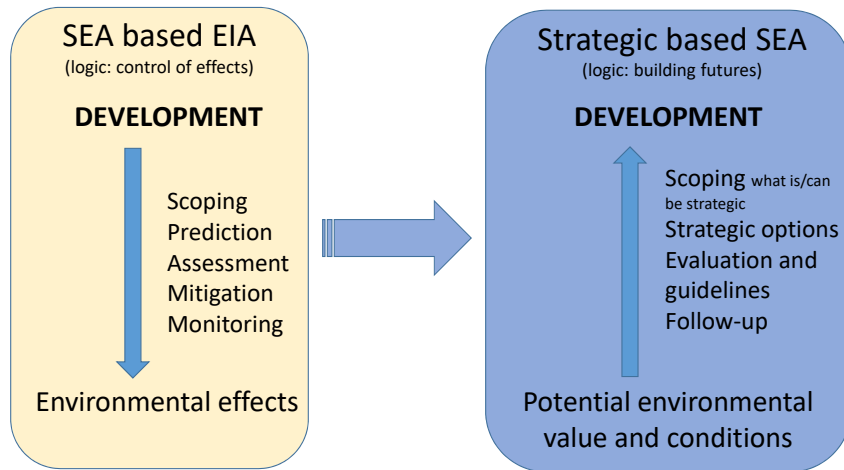 SEA based EIA
(logic: control of effects)
DEVELOPMENT
Scoping
Prediction
Assessment
Mitigation
Monitoring
Environmental effects
Strategic based SEA
(logic: building futures)
DEVELOPMENT
Scoping what is/can
be strategic
Strategic options
Evaluation and
guidelines
Follow-up
Potential environmental
value and conditions